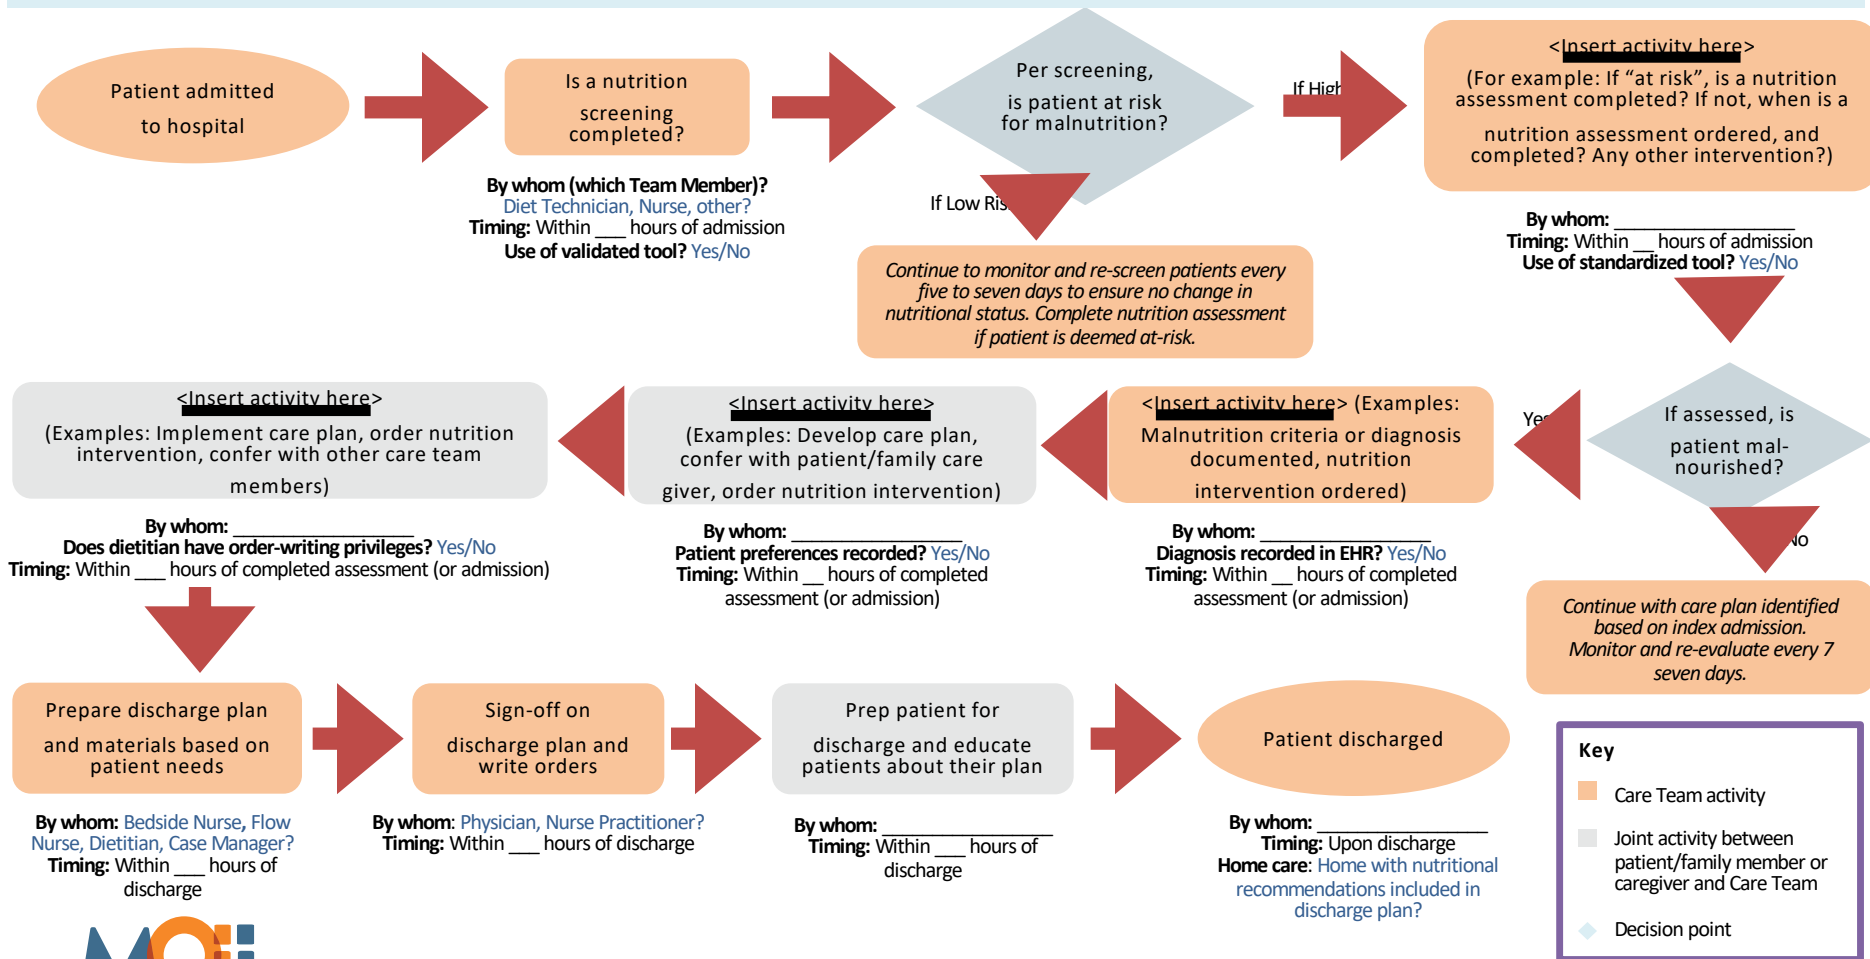 Patient admitted
to hospital
Is a nutrition
screening
completed?
By whom (which Team Member)?
Diet Technician, Nurse, other?
Timing: Within ___ hours of admission
Use of validated tool? Yes/No
Per screening,
is patient at risk
for malnutrition?
If High
If Low Ris
Continue to monitor and re-screen patients every
five to seven days to ensure no change in
nutritional status. Complete nutrition assessment
if patient is deemed at-risk.
<Insert activity here>
(For example: If “at risk”, is a nutrition
assessment completed? If not, when is a
nutrition assessment ordered, and
completed? Any other intervention?)
By whom: ___________________
Timing: Within __ hours of admission
Use of standardized tool? Yes/No
If assessed, is
patient mal-
nourished?
Yes
No
Continue with care plan identified
based on index admission.
Monitor and re-evaluate every 7
seven days.
<Insert activity here> (Examples:
Malnutrition criteria or diagnosis
documented, nutrition
intervention ordered)
By whom: __________________
Diagnosis recorded in EHR? Yes/No
Timing: Within __ hours of completed
assessment (or admission)
<Insert activity here>
(Examples: Develop care plan,
confer with patient/family care
giver, order nutrition intervention)
By whom: __________________
Patient preferences recorded? Yes/No
Timing: Within __ hours of completed
assessment (or admission)
<Insert activity here>
(Examples: Implement care plan, order nutrition
intervention, confer with other care team
members)
By whom: ___________________
Does dietitian have order-writing privileges? Yes/No
Timing: Within ___ hours of completed assessment (or admission)
Prepare discharge plan
and materials based on
patient needs
By whom: Bedside Nurse, Flow
Nurse, Dietitian, Case Manager?
Timing: Within ___ hours of
discharge
Sign-off on
discharge plan and
write orders
By whom: Physician, Nurse Practitioner?
Timing: Within ___ hours of discharge
Prep patient for
discharge and educate
patients about their plan
By whom: __________________
Timing: Within ___ hours of
discharge
Patient discharged
By whom: __________________
Timing: Upon discharge
Home care: Home with nutritional
recommendations included in
discharge plan?
Key
Care Team activity
Joint activity between
patient/family member or
caregiver and Care Team
Decision point